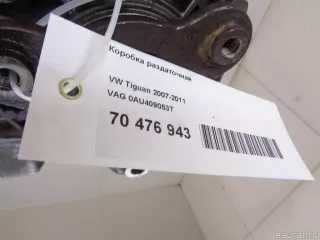 Коробка раздаточная
VW Tiguan 2007-2011
VAG 0AU409053T
70 476 943